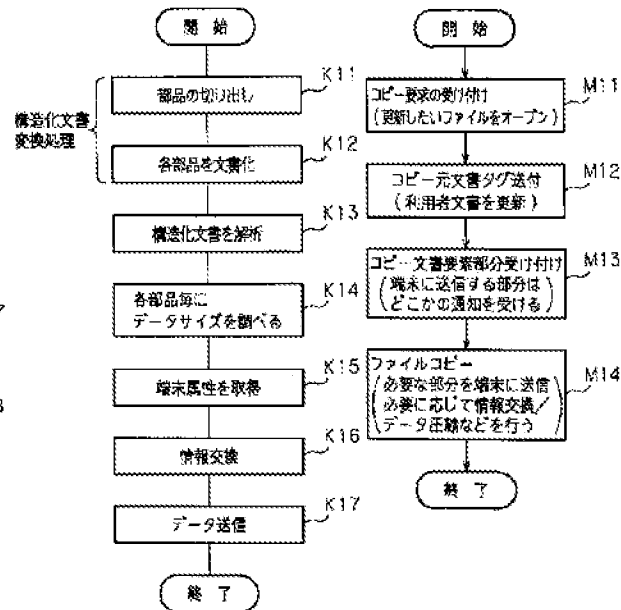 開始
K11
部品の切り出し
構造化文書
変換処理
K12
各部品を文書化
K13
構造化文書を解析
K14
各部品毎に
データサイズを調べる
K15
端末属性を取得
K16
情報交換
K17
データ送信
終了
開始
M11
コピー要求の受け付け
(更新したいファイルをオープン)
M12
コピー元文書タグ送付
(利用者文書を更新)
M13
コピー文書要素部分受け付け
(端末に送信する部分は
どこかの通知を受ける)
M14
ファイルコピー
(必要な部分を端末に送信
必要に応じて情報交換/
データ圧縮などを行う)
終了